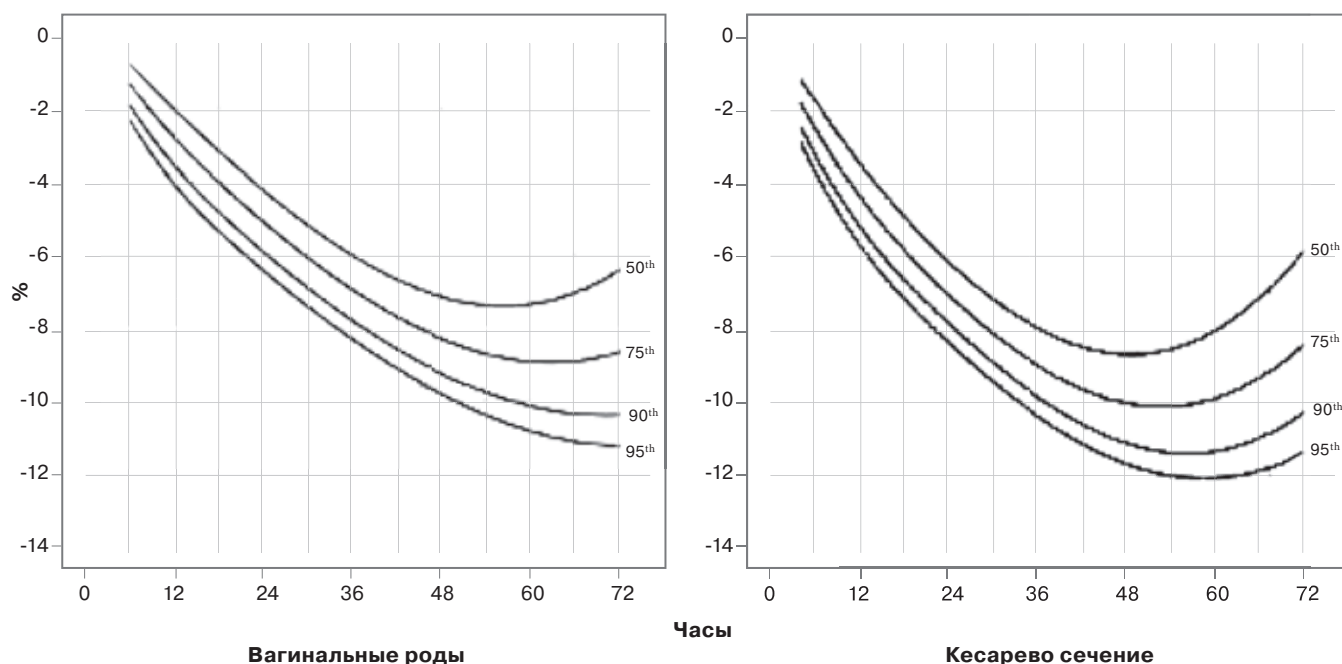 0
-2
-4
-6
-8
-10
-12
-14
%
50th
75th
90th
95th
0 12 24 36 48 60 72
Вагинальные роды
0
-2
-4
-6
-8
-10
-12
-14
50th
75th
90th
95th
0 12 24 36 48 60 72
Кесарево сечение
Часы